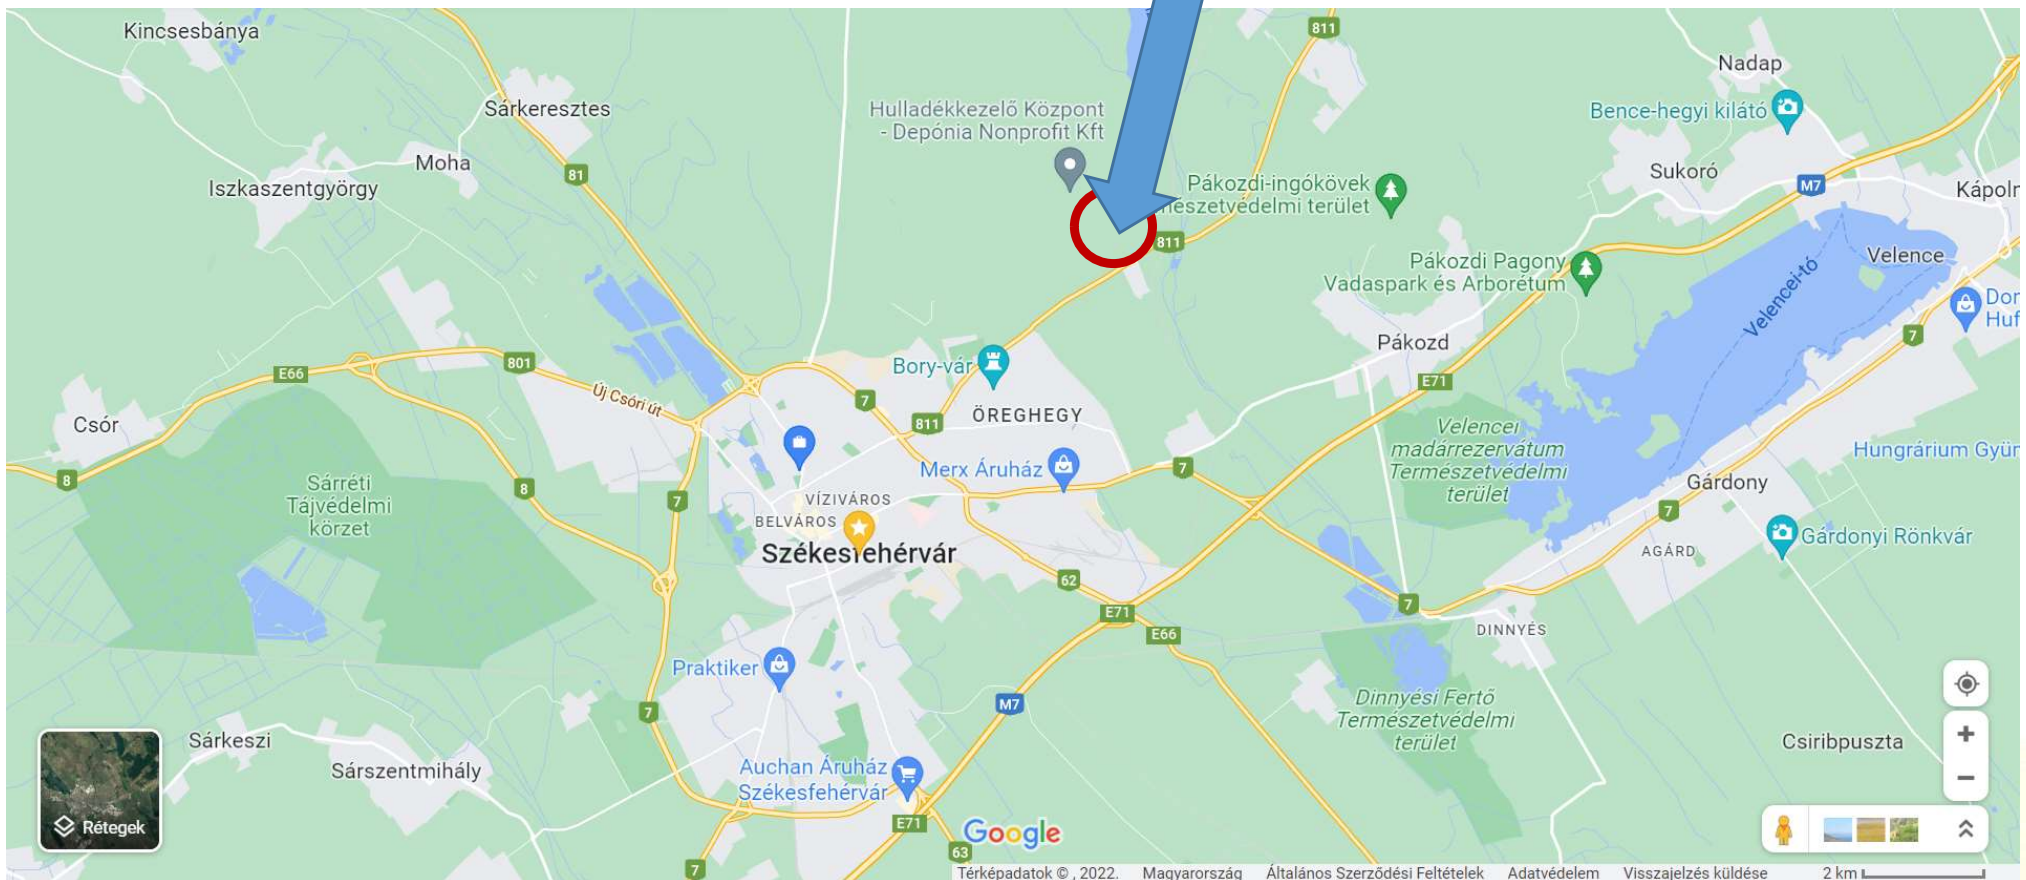 Kincsesbánya
811
Nadap
Sárkeresztes
Hulladékkezelő Központ
- Depónia Nonprofit Kft
Bence-hegyi kilátó
Moha
81
Iszkaszentgyörgy
Pákozdi-ingókövek
mészetvédelmi terület
Sukoró
M7
811
Velence
Pákozdi Pagony
Vadaspark és Arborétum
Velencei-tó
7
Pákozd
E66
801
Bory-vár
E71
Új Csóri út
7
Csór
811
ÖREGHEGY
Velencei
madárrezervátum
Természetvédelmi
terület
8
Sárréti
Tájvédelmi
körzet
8
7
Merx Áruház
7
Gárdony
VÍZIVÁROS
BELVÁROS
7
Székesfehérvár
AGÁRD
Gárdonyi Rönkvár
62
E71
E66
7
DINNYÉS
Praktiker
7
M7
Dinnyési Fertő
Természetvédelmi
terület
Sárkeszi
Sárszentmihály
Csiribpuszta
Auchan Áruház
Székesfehérvár
Rétegek
E71
Google
63
7
Térképadatok © , 2022. Magyarország Általános Szerződési Feltételek Adatvédelem Visszajelzés küldése 2 km